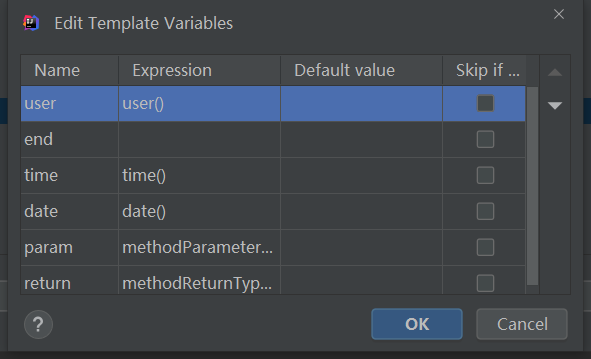 Edit Template Variables
Name Expression Default value Skip if ...
user user()
end
time time()
date date()
param methodParameter...
return methodReturnTyp...
? OK Cancel